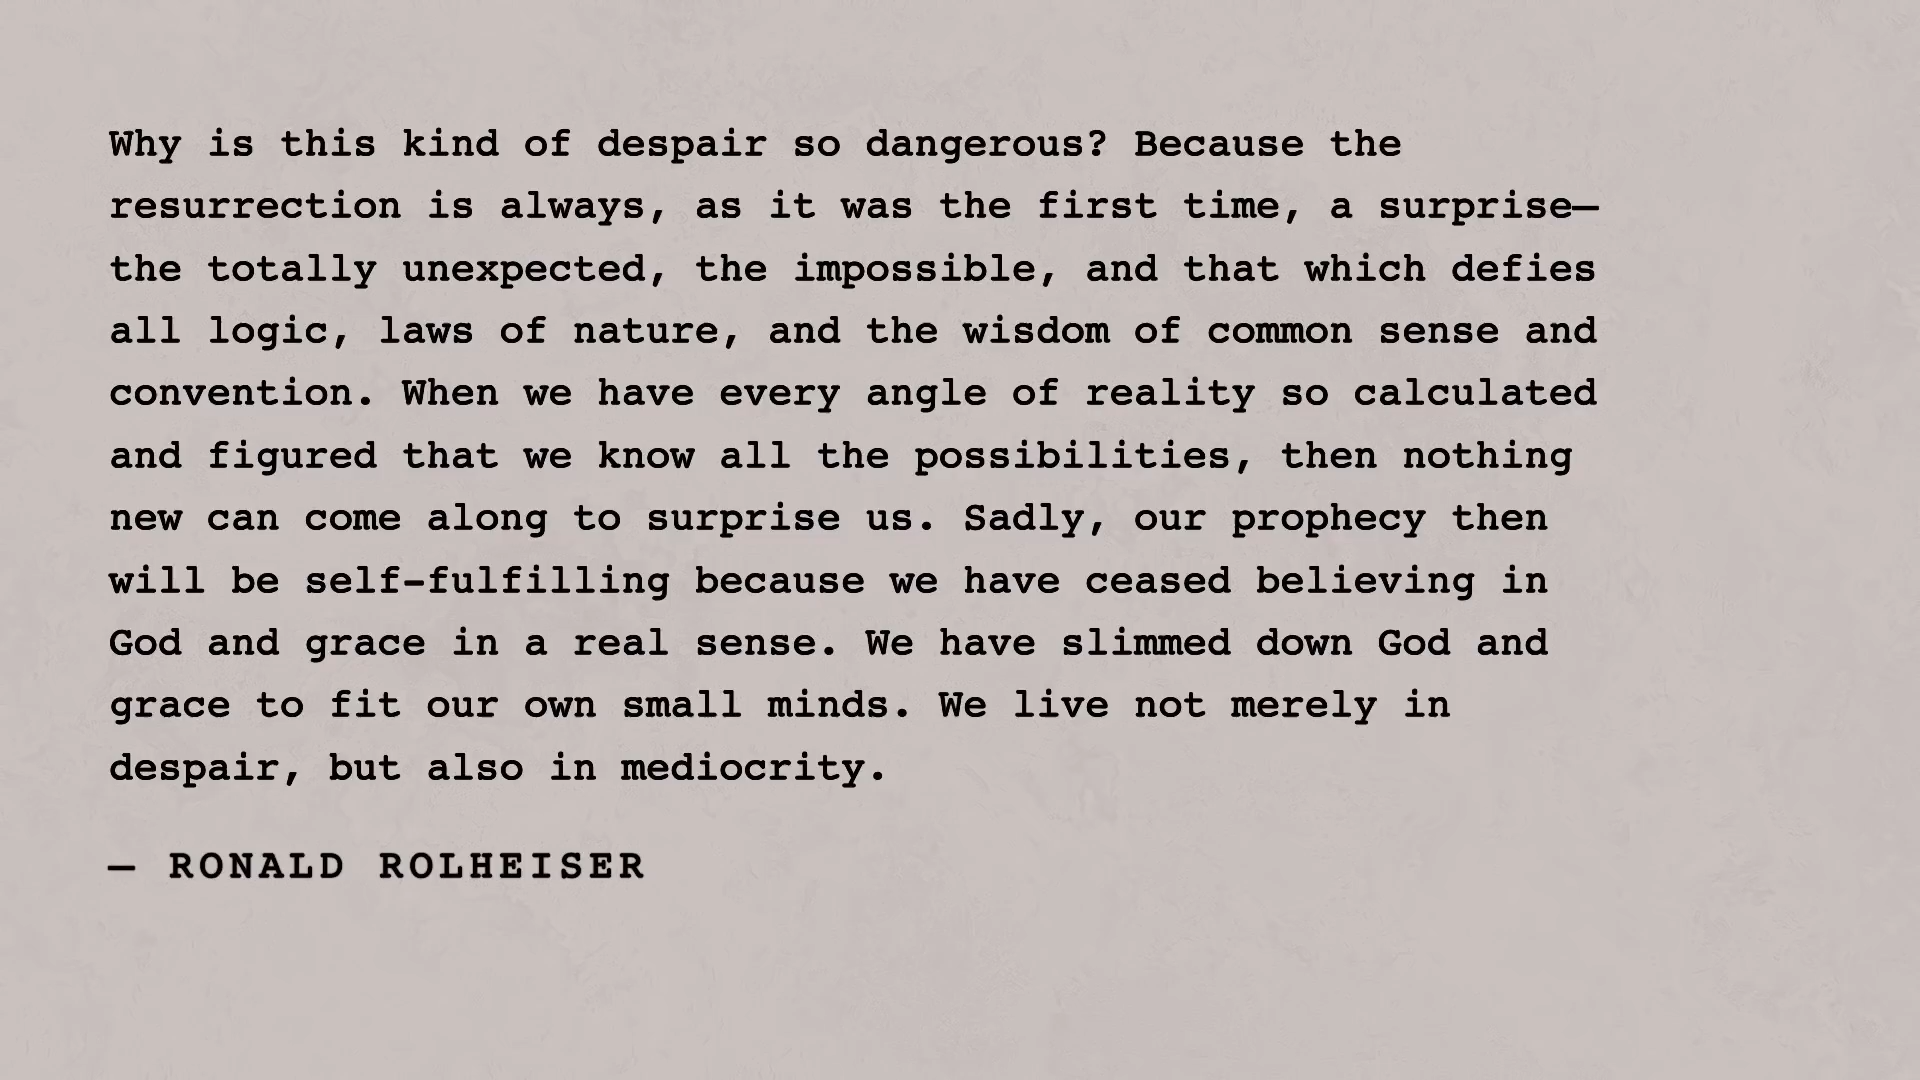 Why is this kind of despair so dangerous? Because the
resurrection is always, as it was the first time, a surprise—
the totally unexpected, the impossible, and that which defies
all logic, laws of nature, and the wisdom of common sense and
convention. When we have every angle of reality so calculated
and figured that we know all the possibilities, then nothing
new can come along to surprise us. Sadly, our prophecy then
will be self-fulfilling because we have ceased believing in
God and grace in a real sense. We have slimmed down God and
grace to fit our own small minds. We live not merely in
despair, but also in mediocrity.
— RONALD ROLHEISER